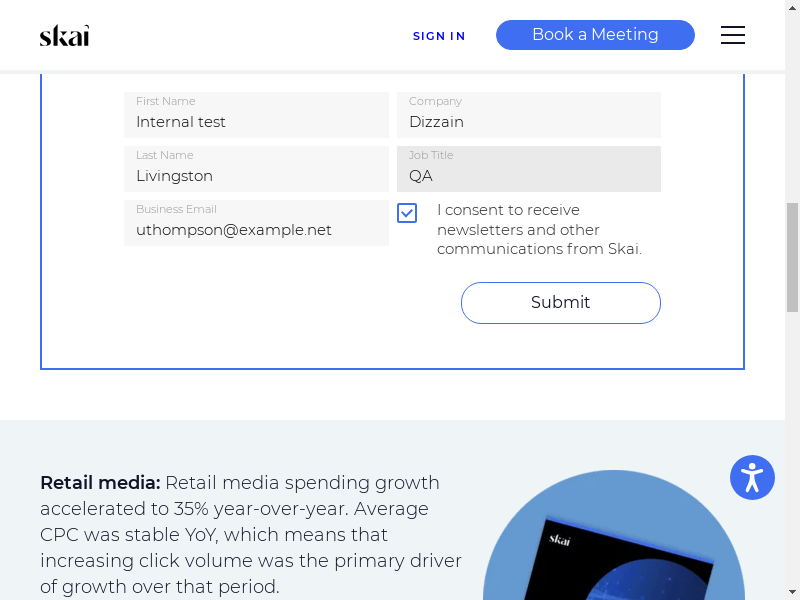 skai
SIGN IN
Book a Meeting
First Name
Internal test
Company
Dizzain
Last Name
Livingston
Job Title
QA
Business Email
uthompson@example.net
I consent to receive
newsletters and other
communications from Skai.
Submit
Retail media: Retail media spending growth
accelerated to 35% year-over-year. Average
CPC was stable YoY, which means that
increasing click volume was the primary driver
of growth over that period.
skai